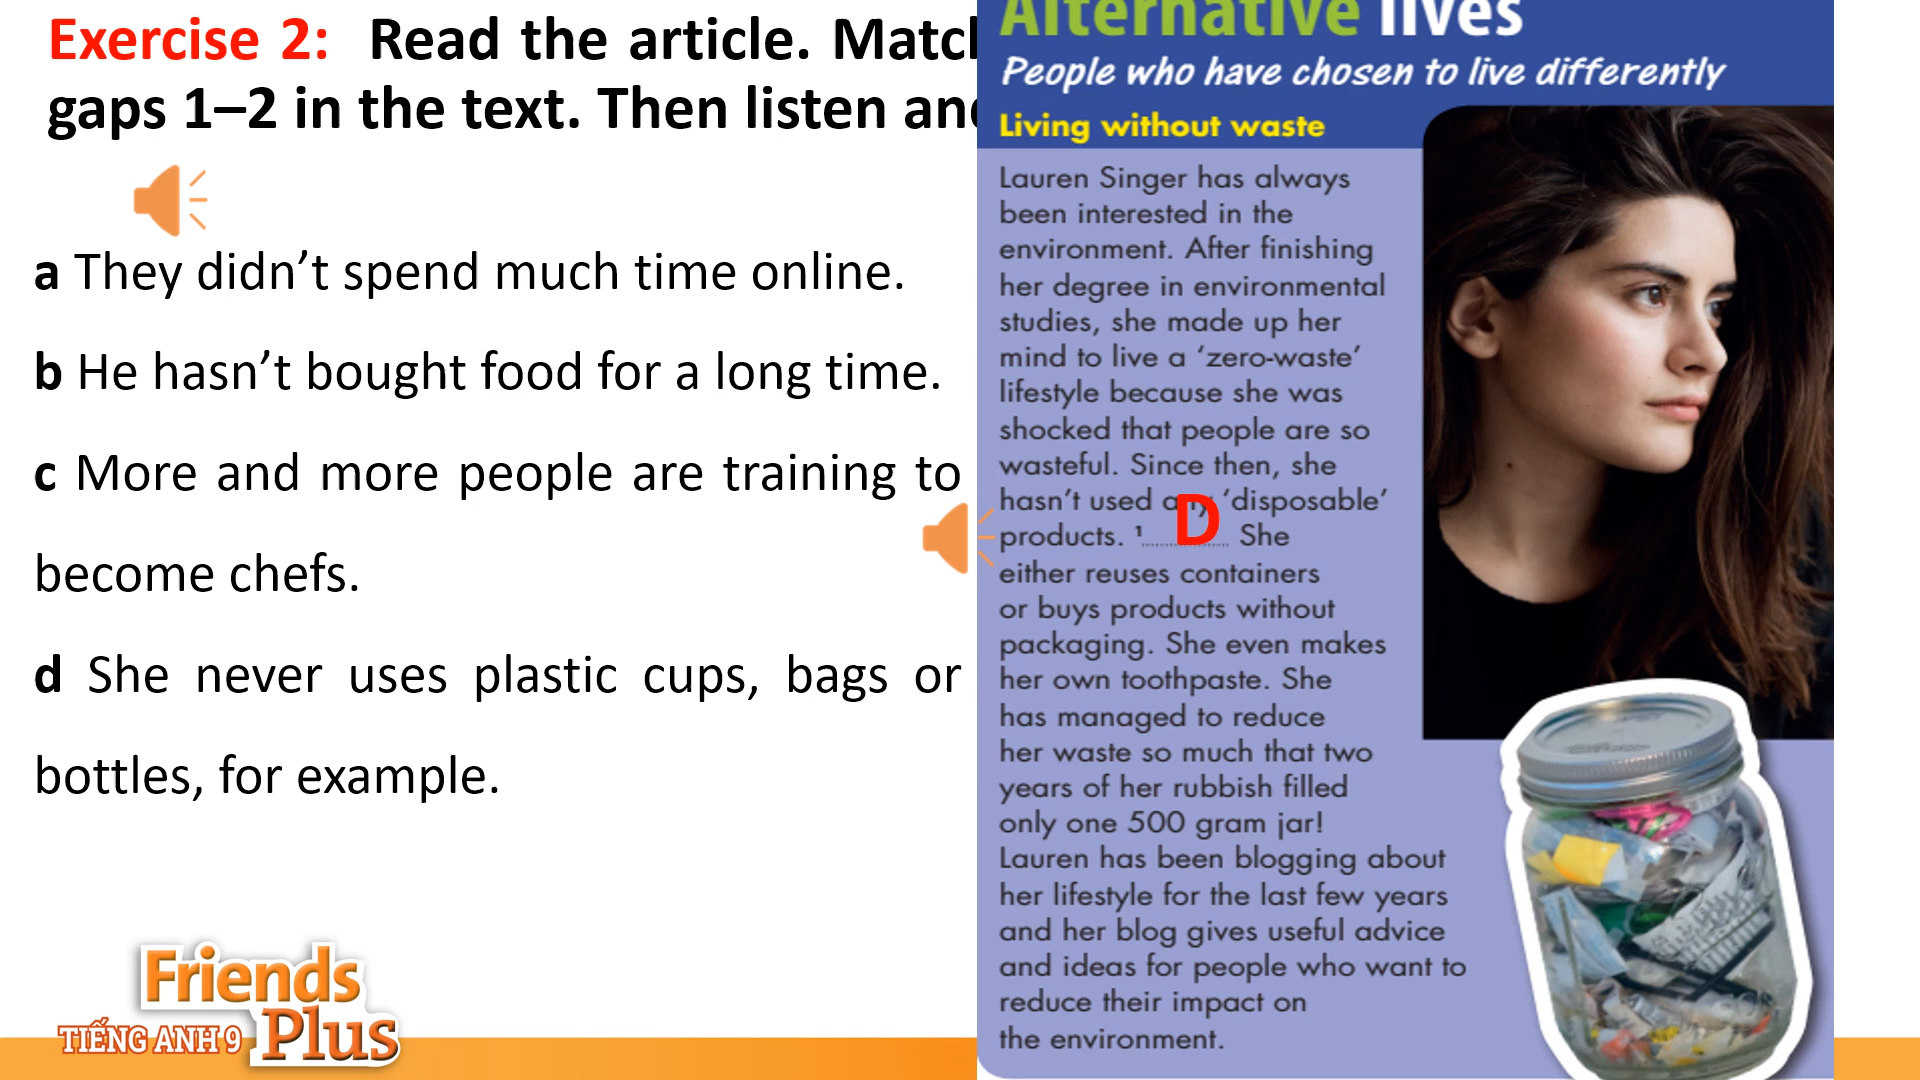 Exercise 2: Read the article. Match
gaps 1–2 in the text. Then listen and
a They didn’t spend much time online.
b He hasn’t bought food for a long time.
c More and more people are training to
become chefs.
d She never uses plastic cups, bags or
bottles, for example.
Friends
Plus
TIẾNG ANH 9
Alternative lives
People who have chosen to live differently
Living without waste
Lauren Singer has always
been interested in the
environment. After finishing
her degree in environmental
studies, she made up her
mind to live a ‘zero-waste’
lifestyle because she was
shocked that people are so
wasteful. Since then, she
hasn’t used any ‘disposable’
products. ¹ D She
either reuses containers
or buys products without
packaging. She even makes
her own toothpaste. She
has managed to reduce
her waste so much that two
years of her rubbish filled
only one 500 gram jar!
Lauren has been blogging about
her lifestyle for the last few years
and her blog gives useful advice
and ideas for people who want to
reduce their impact on
the environment.